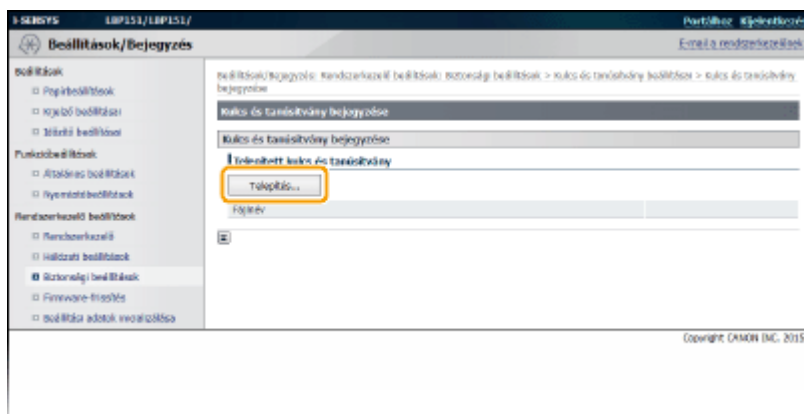 i-SENSYS LBP151/LBP151/ Portálhoz Kijelentkezés
Beállítások/Bejegyzés E-mail a rendszerkezelőnek
Beállítások
Papírbeállítások
Kijelző beállításai
Időzítő beállításai
Funkcióbeállítások
Általános beállítások
Nyomtatóbeállítások
Rendszerkezelő beállítások
Rendszerkezelő
Hálózati beállítások
Biztonsági beállítások
Firmware-frissítés
Beállítási adatok inicializálása
Beállítások/Bejegyzés: Rendszerkezelő beállítások: Biztonsági beállítások > Kulcs és tanúsítvány beállításai > Kulcs és tanúsítvány
bejegyzése
Kulcs és tanúsítvány bejegyzése
Kulcs és tanúsítvány bejegyzése
Telepített kulcs és tanúsítvány
Telepítés...
Fájlnév
Copyright CANON INC. 2015